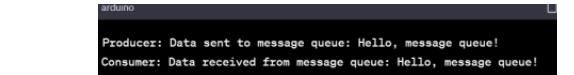 arduino
Producer: Data sent to message queue: Hello, message queue!
Consumer: Data received from message queue: Hello, message queue!